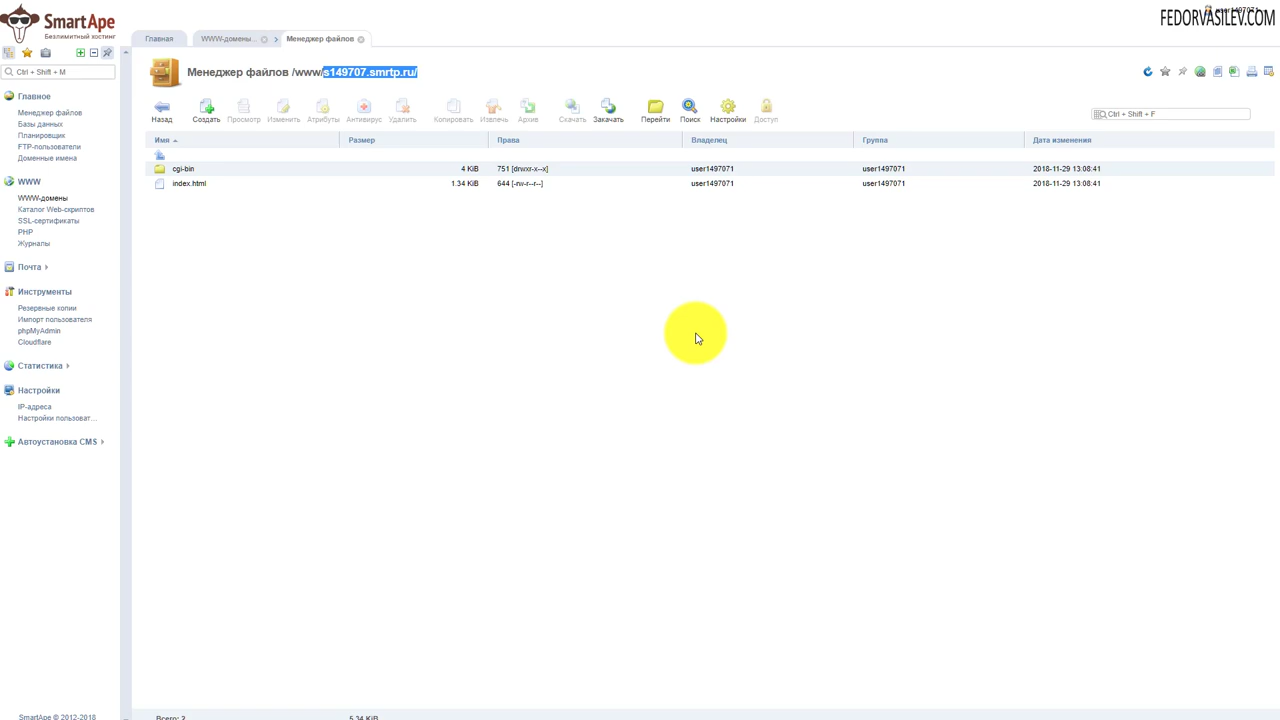 SmartApe
Безлимитный хостинг
FEDORVASILEV.COM
Главная
WWW-домены...
Менеджер файлов
Ctrl + Shift + M
Менеджер файлов /www/s149707.smrtp.ru/
Назад
Создать
Просмотр
Изменить
Атрибуты
Антивирус
Удалить
Копировать
Извлечь
Архив
Скачать
Закачать
Перейти
Поиск
Настройки
Доступ
Ctrl + Shift + F
Имя
Размер
Права
Владелец
Группа
Дата изменения
cgi-bin 4 KiB 751 [drwxr-x--x] user1497071 user1497071 2018-11-29 13:08:41
index.html 1.34 KiB 644 [-rw-r--r--] user1497071 user1497071 2018-11-29 13:08:41
Главное
Менеджер файлов
Базы данных
Планировщик
FTP-пользователи
Доменные имена
WWW
WWW-домены
Каталог Web-скриптов
SSL-сертификаты
PHP
Журналы
Почта
Инструменты
Резервные копии
Импорт пользователя
phpMyAdmin
Cloudflare
Статистика
Настройки
IP-адреса
Настройки пользоват...
Автоустановка CMS
SmartApe © 2012-2018
Всего: 2
5.34 KiB